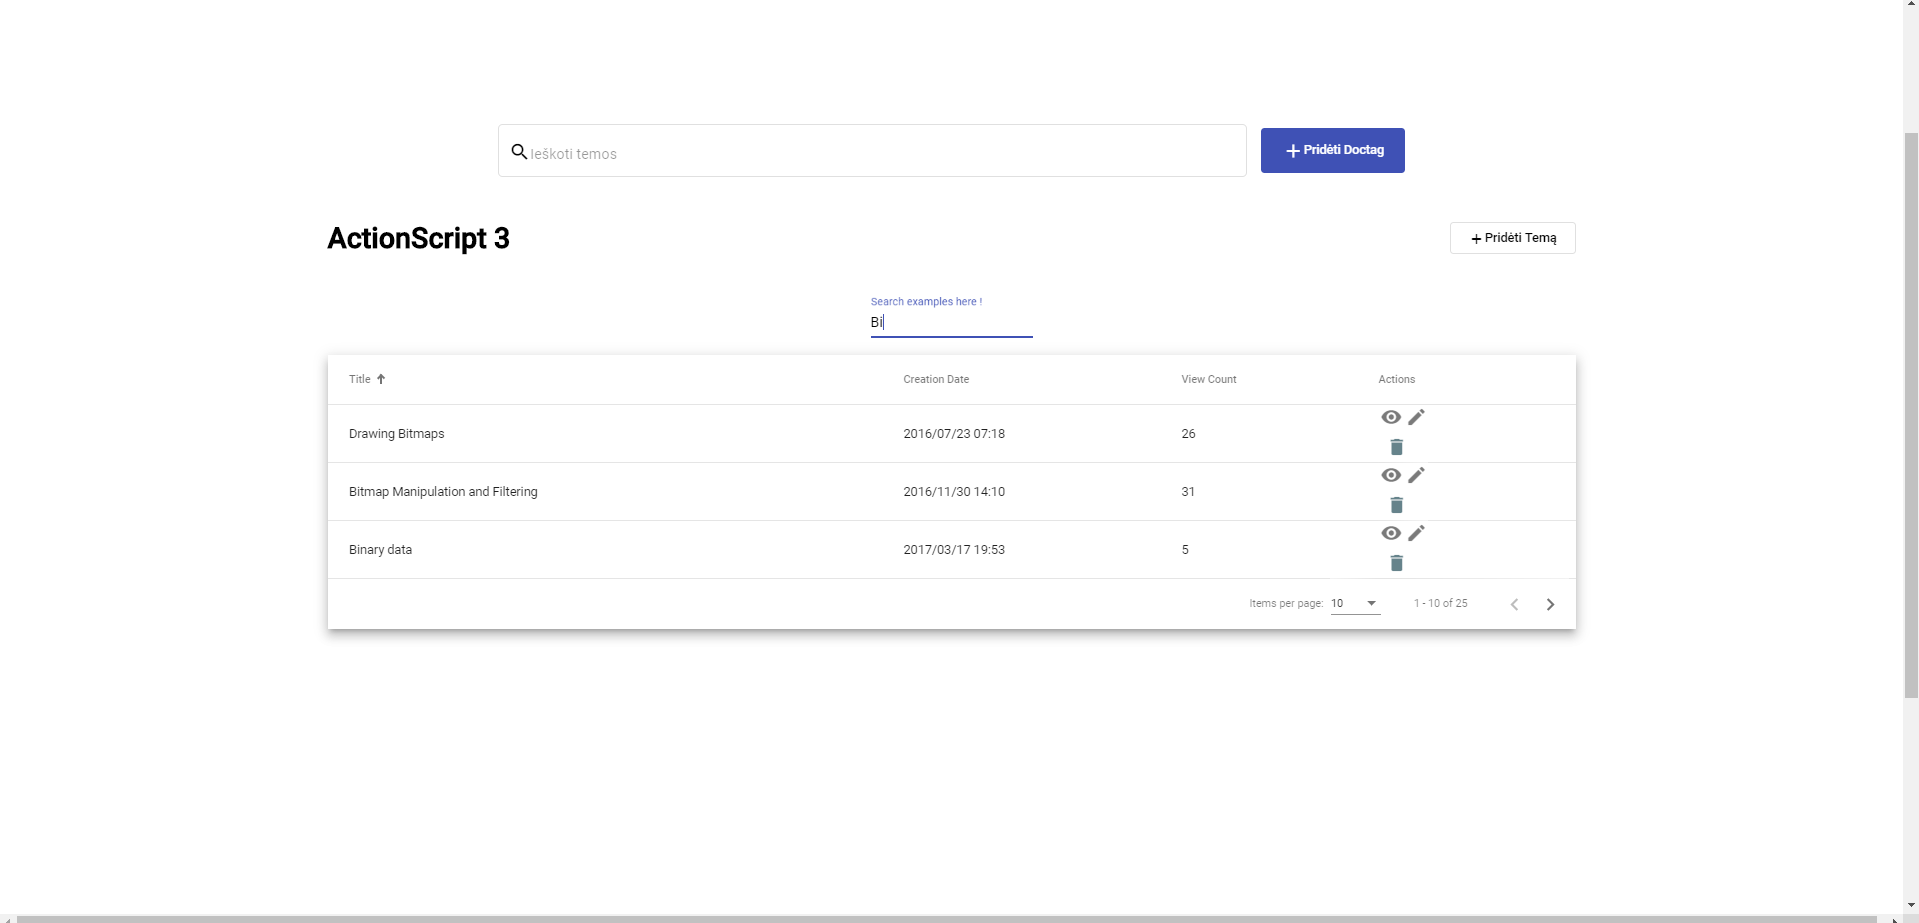 Ieškoti temos
Pridėti Doctag
ActionScript 3
Pridėti Temą
Search examples here !
Bi
Title Creation Date View Count Actions
Drawing Bitmaps 2016/07/23 07:18 26
Bitmap Manipulation and Filtering 2016/11/30 14:10 31
Binary data 2017/03/17 19:53 5
Items per page: 10 1 - 10 of 25